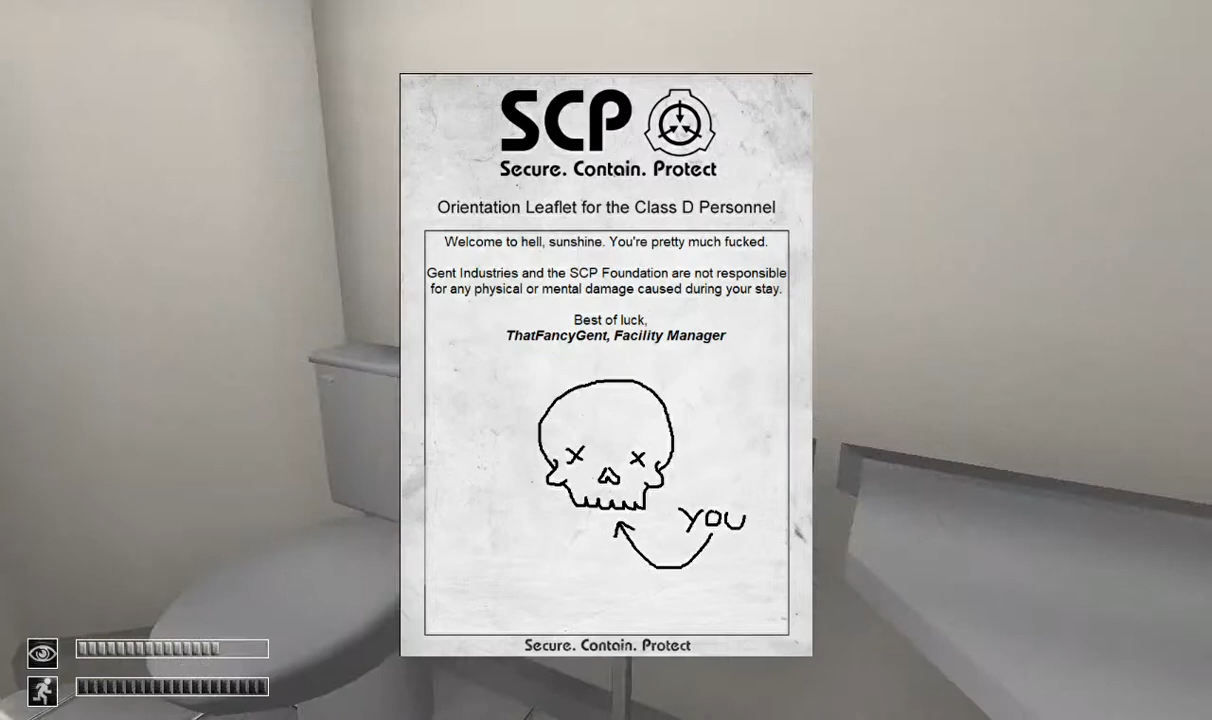 SCP
Secure. Contain. Protect
Orientation Leaflet for the Class D Personnel
Welcome to hell, sunshine. You're pretty much fucked.
Gent Industries and the SCP Foundation are not responsible
for any physical or mental damage caused during your stay.
Best of luck,
ThatFancyGent, Facility Manager
YOU
Secure. Contain. Protect